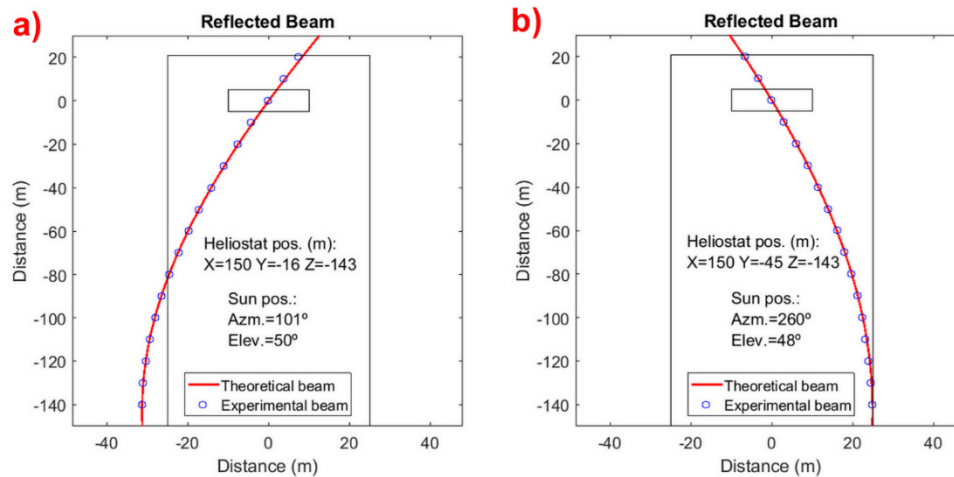 a)
Reflected Beam
20
0
-20
-40
-60
-80
-100
-120
-140
Distance (m)
Heliostat pos. (m):
X=150 Y=-16 Z=-143
Sun pos.:
Azm.=101º
Elev.=50º
Theoretical beam
Experimental beam
-40 -20 0 20 40
Distance (m)
b)
Reflected Beam
20
0
-20
-40
-60
-80
-100
-120
-140
Distance (m)
Heliostat pos. (m):
X=150 Y=-45 Z=-143
Sun pos.:
Azm.=260º
Elev.=48º
Theoretical beam
Experimental beam
-40 -20 0 20 40
Distance (m)